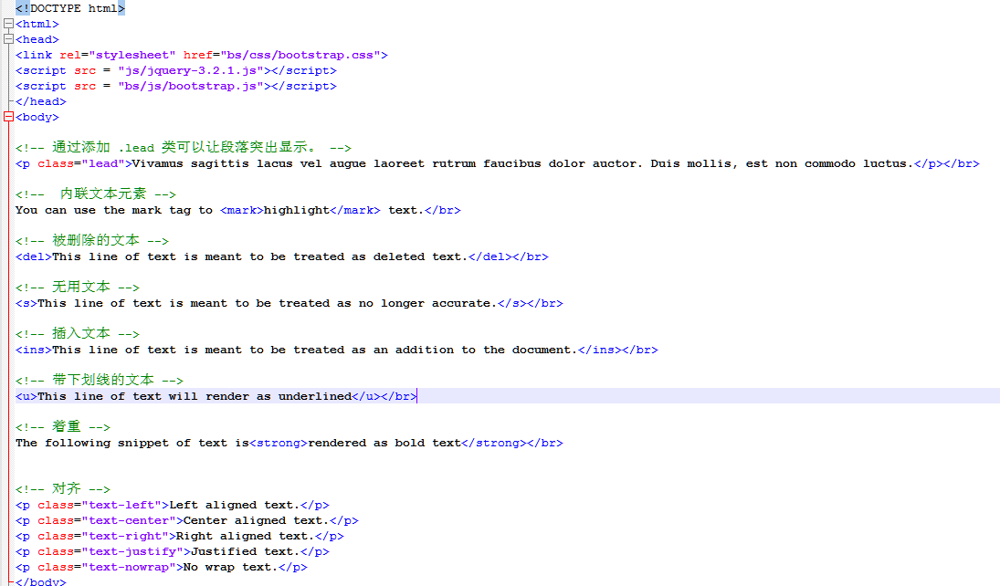 <!DOCTYPE html>
<html>
<head>
<link rel="stylesheet" href="bs/css/bootstrap.css">
<script src = "js/jquery-3.2.1.js"></script>
<script src = "bs/js/bootstrap.js"></script>
</head>
<body>
<!-- 通过添加 .lead 类可以让段落突出显示。 -->
<p class="lead">Vivamus sagittis lacus vel augue laoreet rutrum faucibus dolor auctor. Duis mollis, est non commodo luctus.</p></br>
<!--  内联文本元素 -->
You can use the mark tag to <mark>highlight</mark> text.</br>
<!-- 被删除的文本 -->
<del>This line of text is meant to be treated as deleted text.</del></br>
<!-- 无用文本 -->
<s>This line of text is meant to be treated as no longer accurate.</s></br>
<!-- 插入文本 -->
<ins>This line of text is meant to be treated as an addition to the document.</ins></br>
<!-- 带下划线的文本 -->
<u>This line of text will render as underlined</u></br>
<!-- 着重 -->
The following snippet of text is<strong>rendered as bold text</strong></br>
<!-- 对齐 -->
<p class="text-left">Left aligned text.</p>
<p class="text-center">Center aligned text.</p>
<p class="text-right">Right aligned text.</p>
<p class="text-justify">Justified text.</p>
<p class="text-nowrap">No wrap text.</p>
</body>